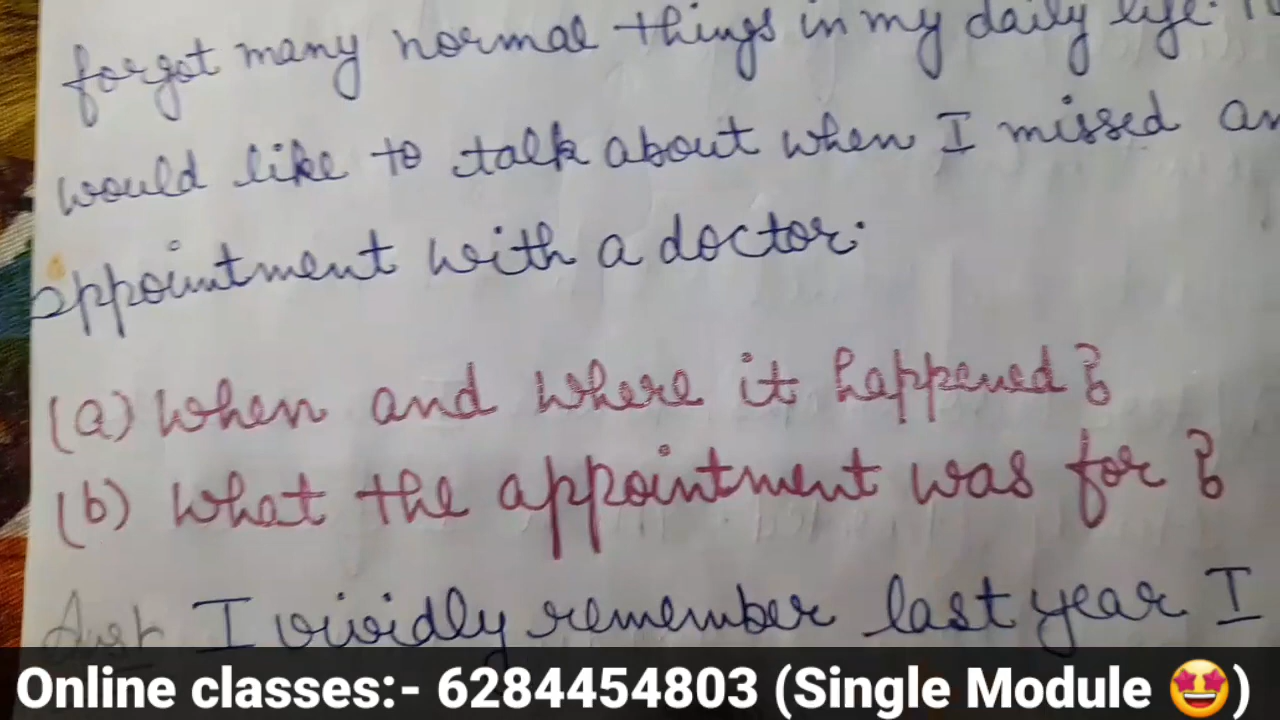 forgot many normal things in my daily life. I
would like to talk about when I missed an
appointment with a doctor.
(a) When and where it happened?
(b) What the appointment was for?
I vividly remember last year I
Online classes:- 6284454803 (Single Module 🤩)